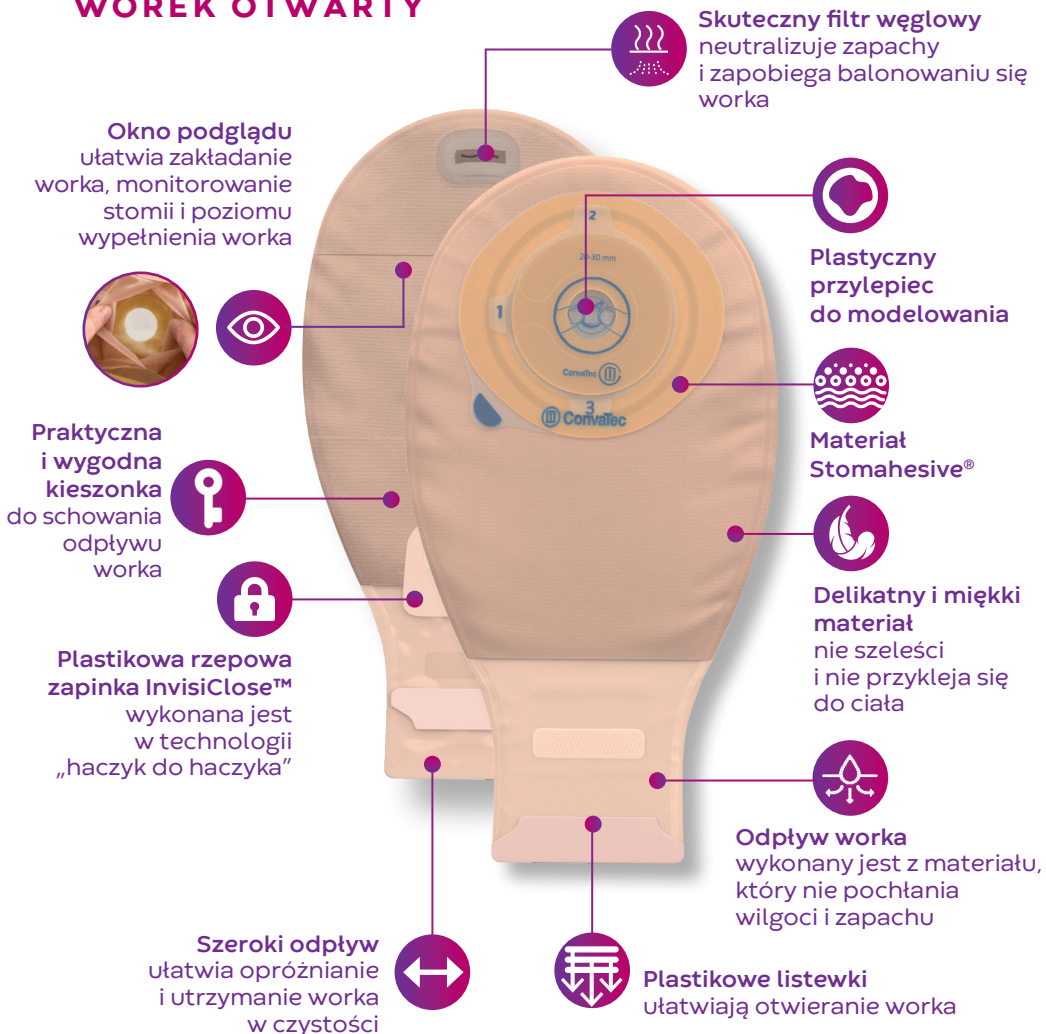 WOREK OTWARTY
Skuteczny filtr węglowy
neutralizuje zapachy
i zapobiega balonowaniu się
worka
Okno podglądu
ułatwia zakładanie
worka, monitorowanie
stomii i poziomu
wypełnienia worka
Plastyczny
przylepiec
do modelowania
2
20-30 mm
1
ConvaTec
3
ConvaTec
Materiał
Stomahesive®
Praktyczna
i wygodna
kieszonka
do schowania
odpływu
worka
Delikatny i miękki
materiał
nie szeleści
i nie przykleja się
do ciała
Plastikowa rzepowa
zapinka InvisiClose™
wykonana jest
w technologii
„haczyk do haczyka”
Odpływ worka
wykonany jest z materiału,
który nie pochłania
wilgoci i zapachu
Szeroki odpływ
ułatwia opróżnianie
i utrzymanie worka
w czystości
Plastikowe listewki
ułatwiają otwieranie worka